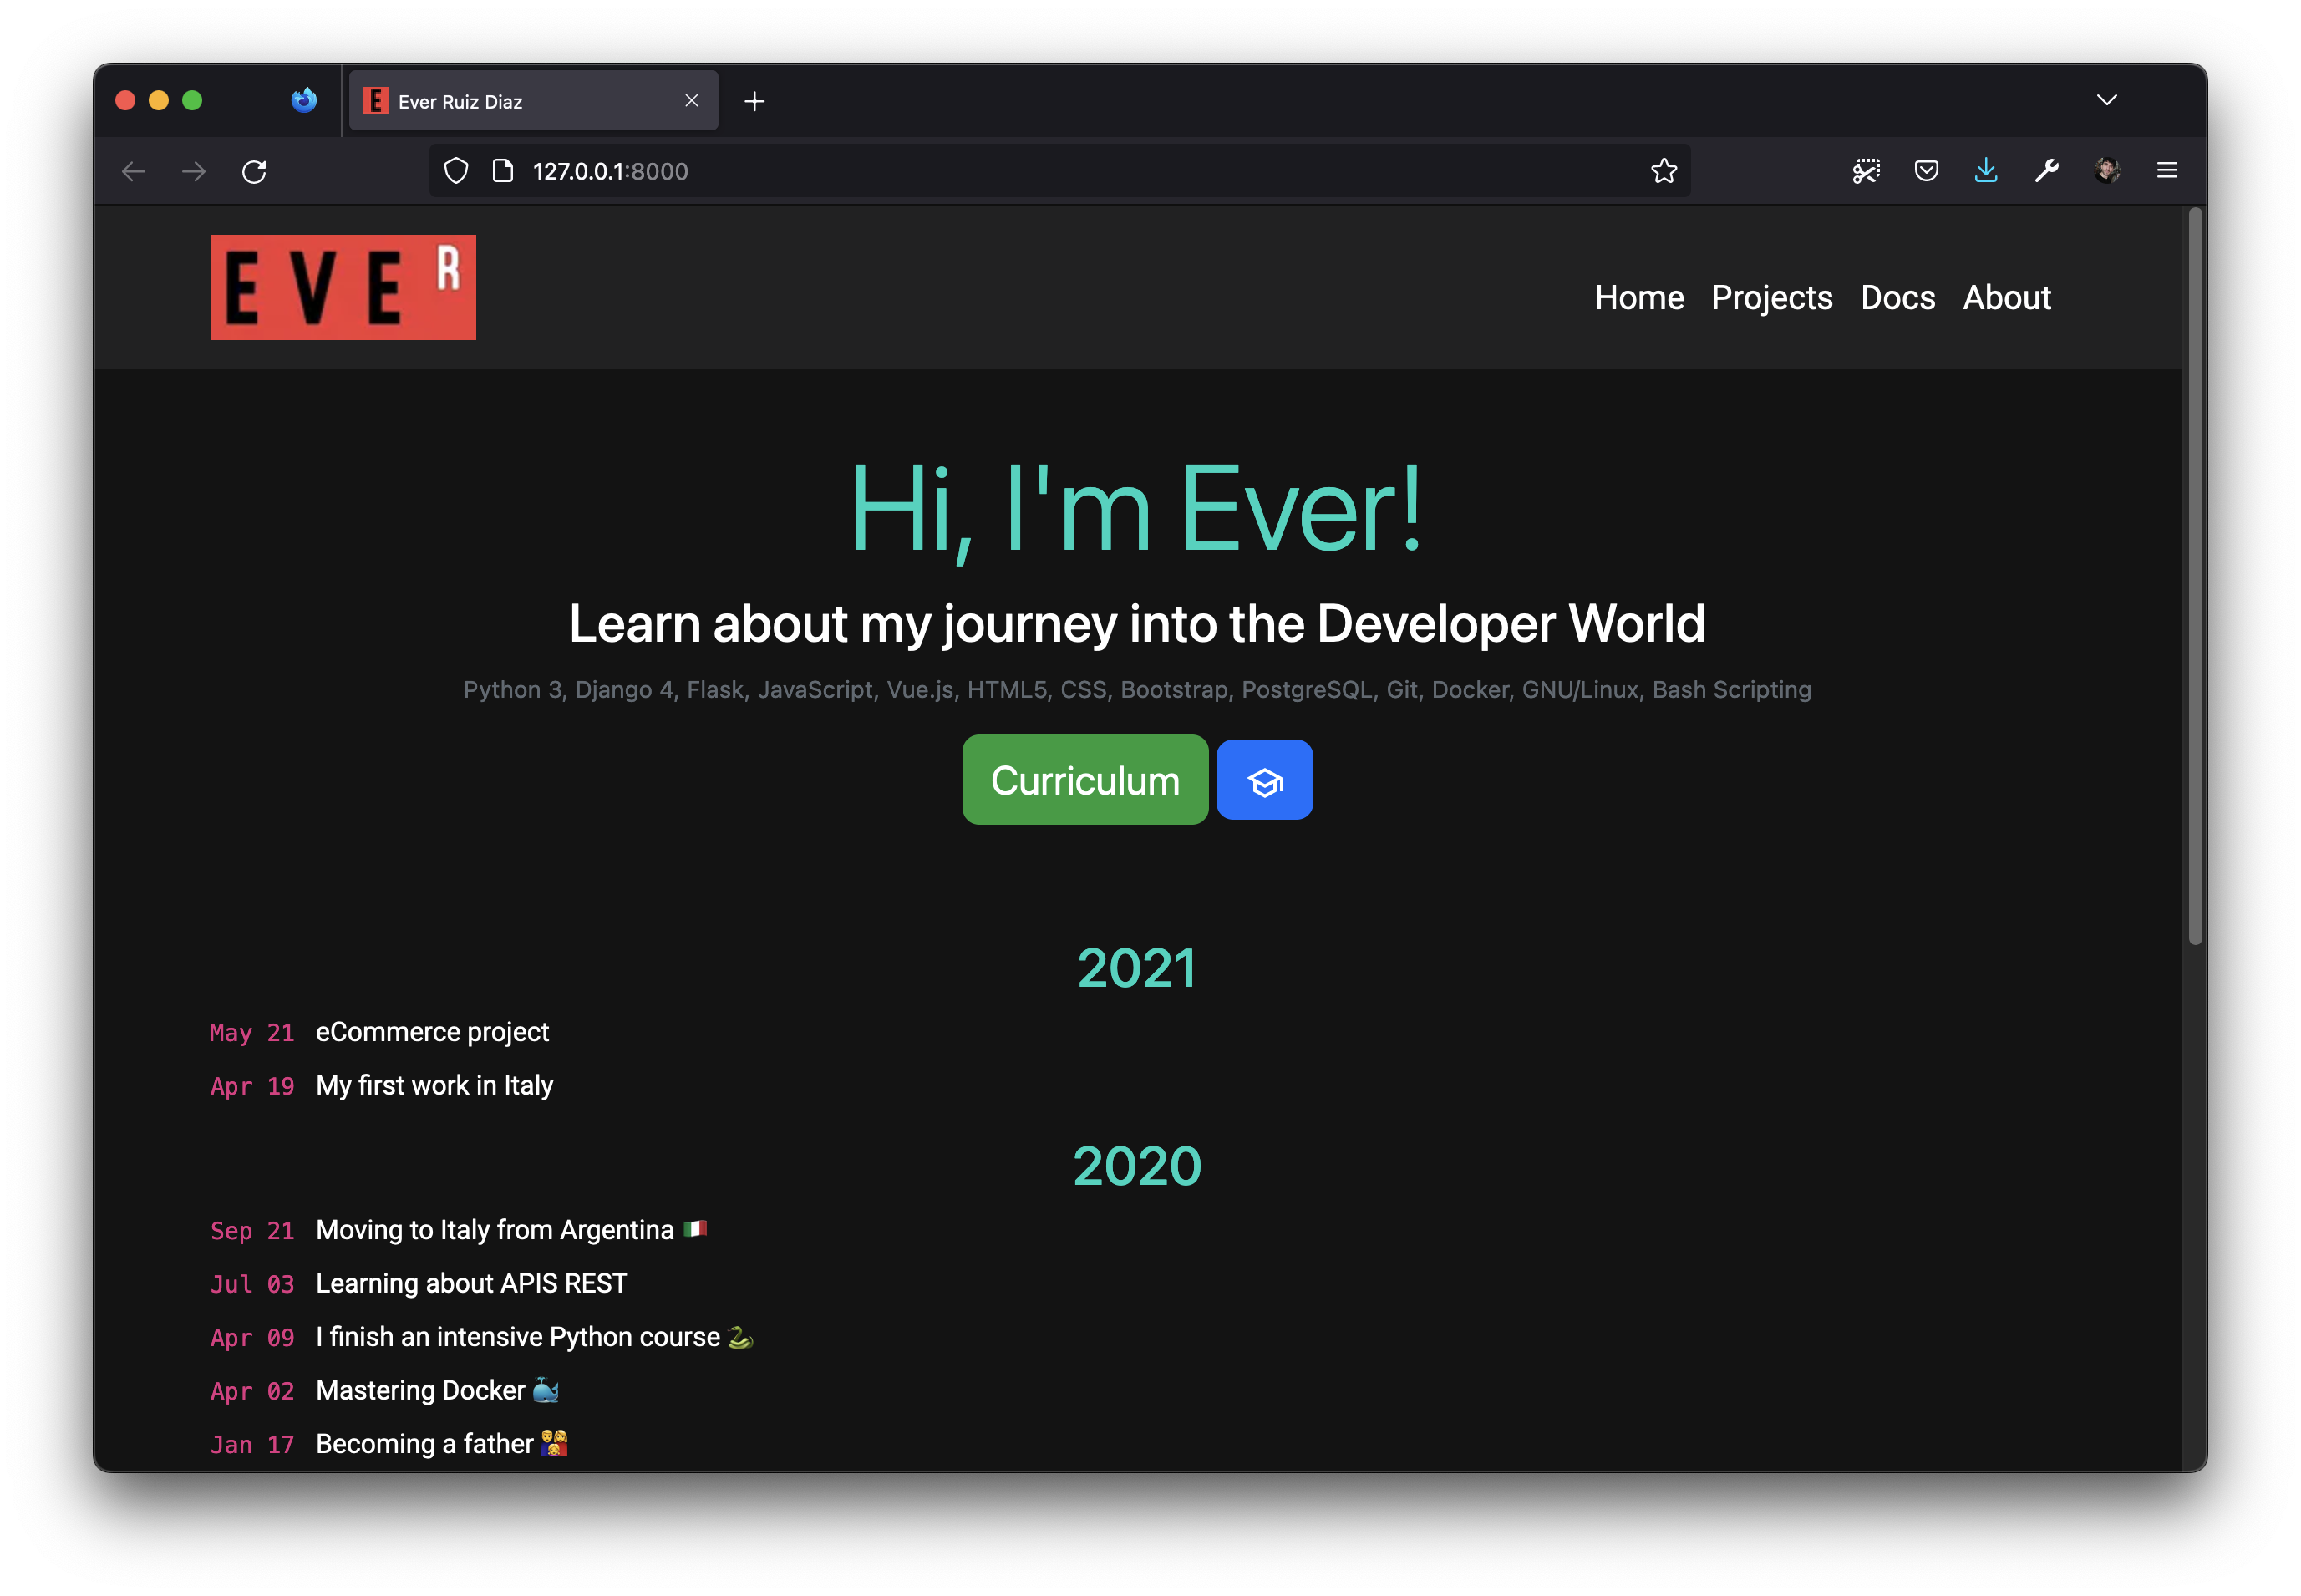 E Ever Ruiz Diaz
127.0.0.1:8000
EVE R
Home Projects Docs About
Hi, I'm Ever!
Learn about my journey into the Developer World
Python 3, Django 4, Flask, JavaScript, Vue.js, HTML5, CSS, Bootstrap, PostgreSQL, Git, Docker, GNU/Linux, Bash Scripting
Curriculum
2021
May 21 eCommerce project
Apr 19 My first work in Italy
2020
Sep 21 Moving to Italy from Argentina 🇮🇹
Jul 03 Learning about APIS REST
Apr 09 I finish an intensive Python course 🐍
Apr 02 Mastering Docker 🐳
Jan 17 Becoming a father 👨‍👩‍👦